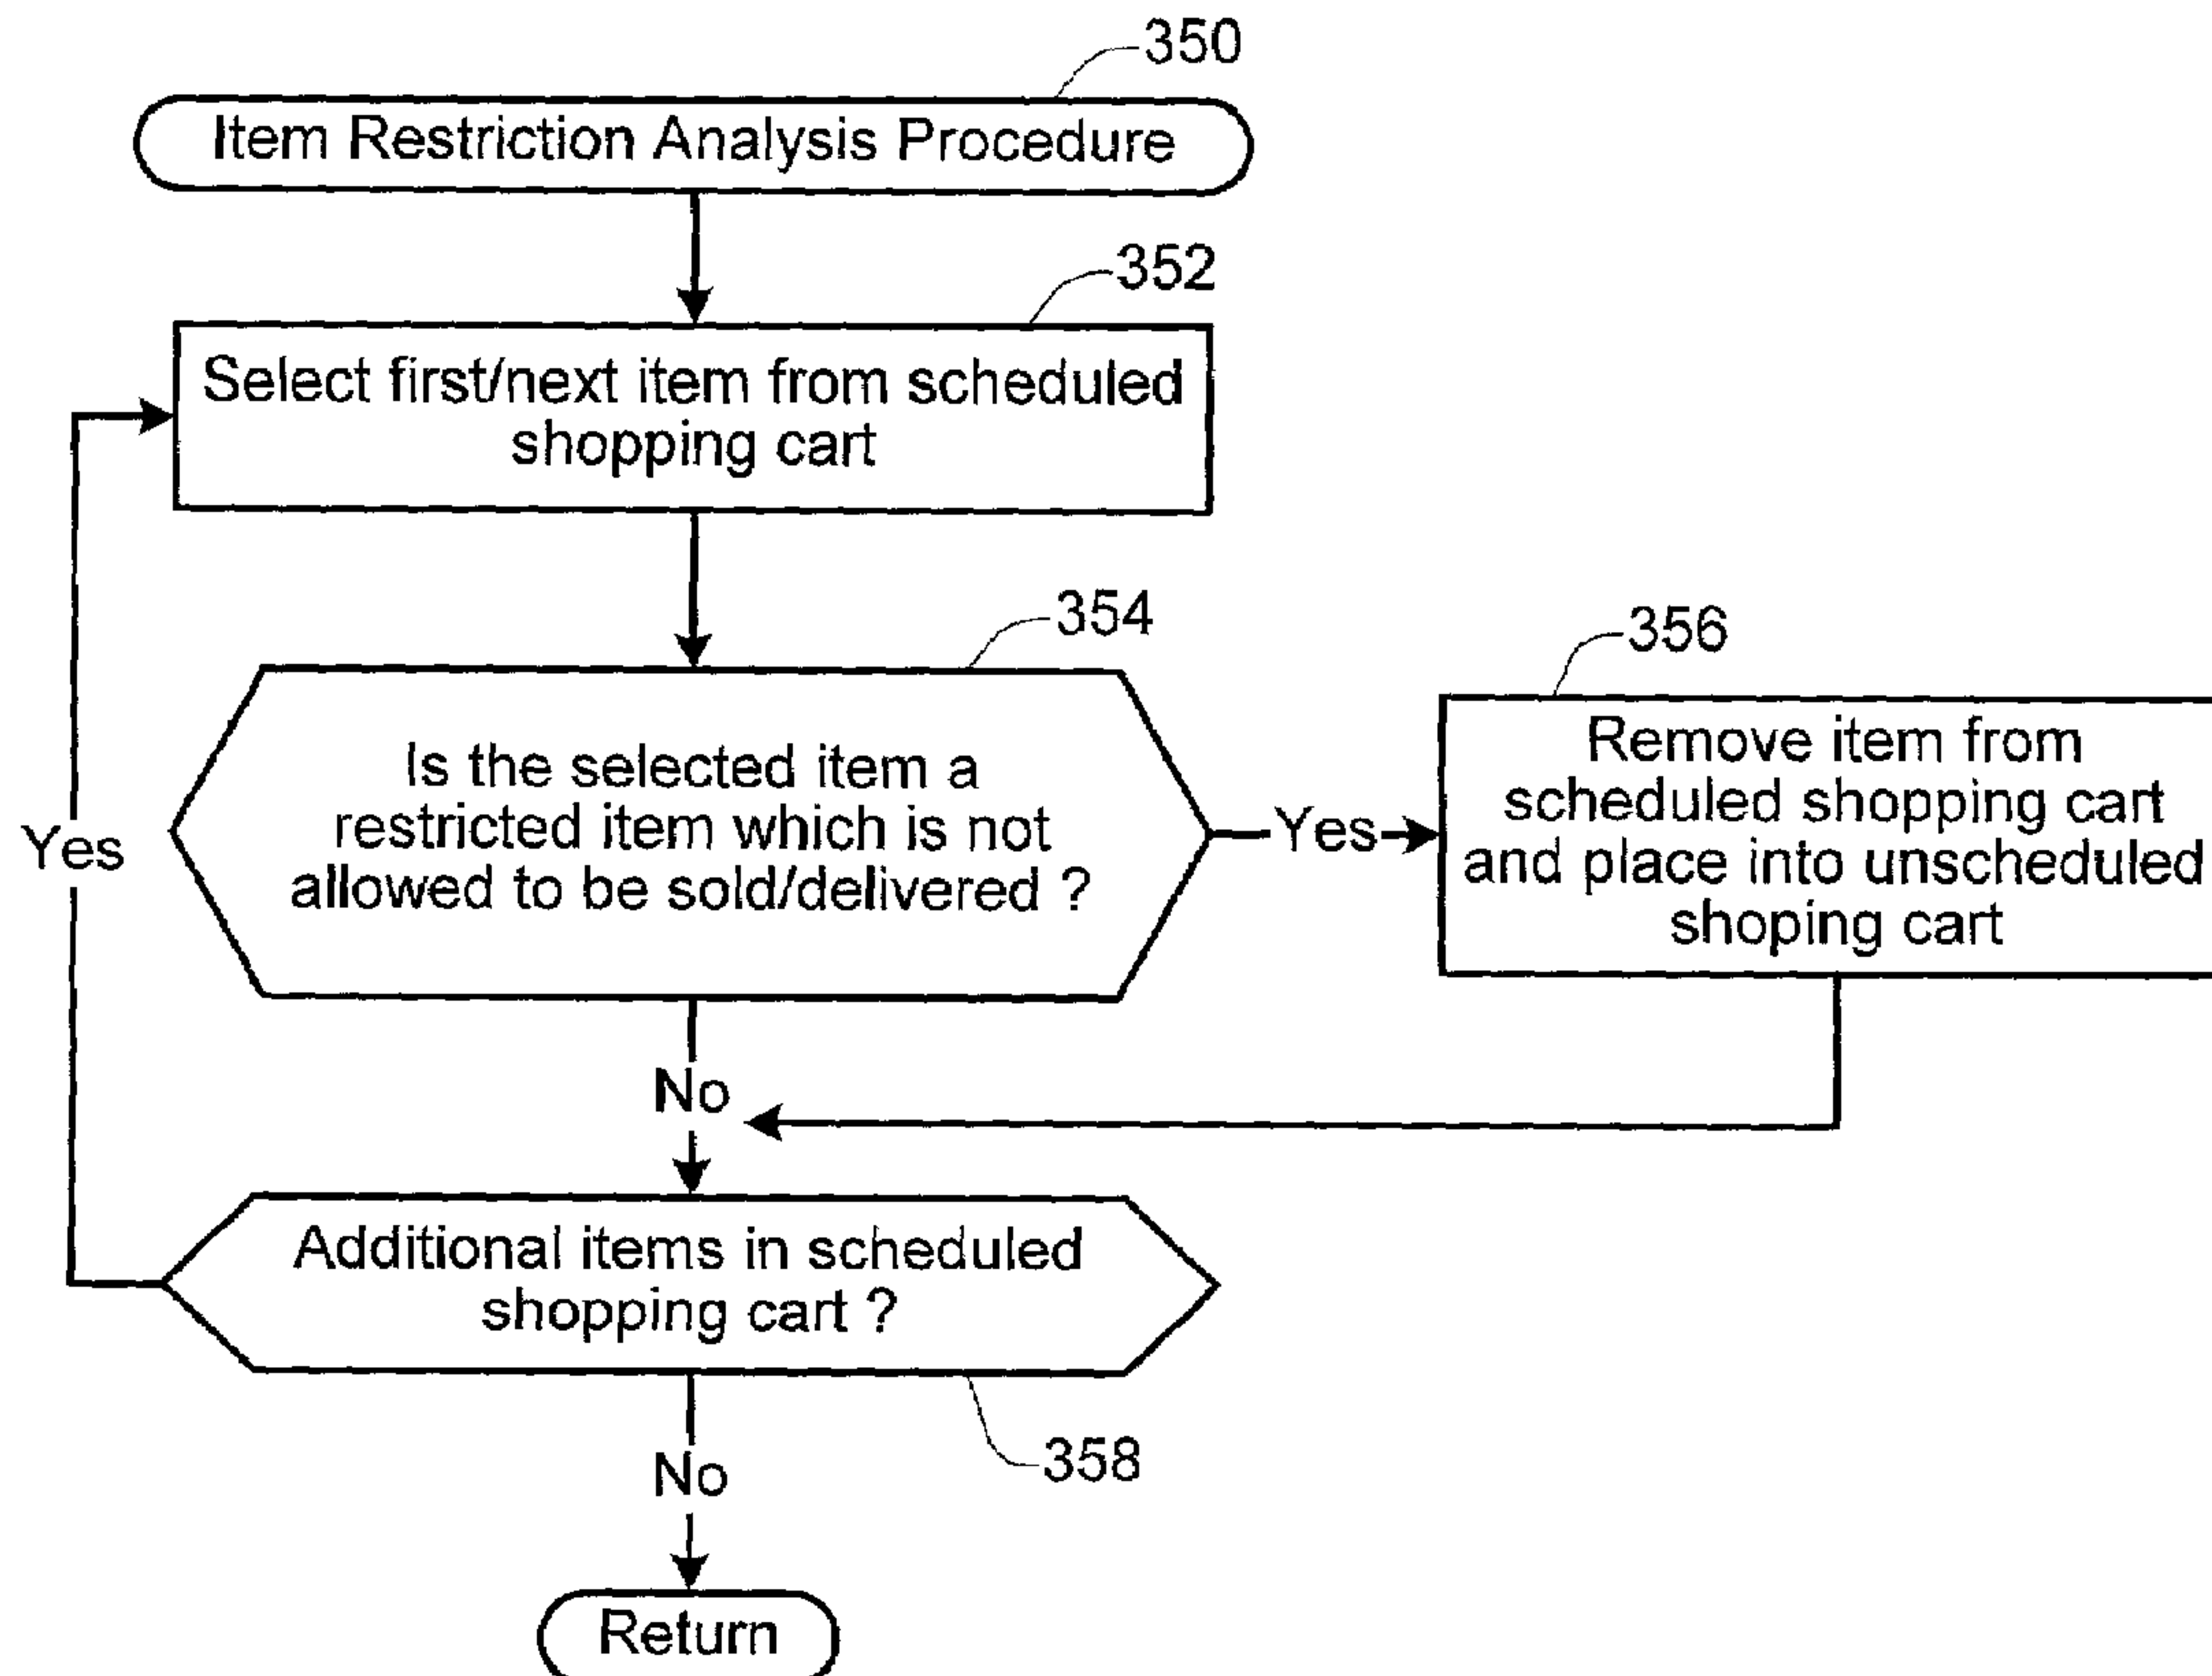 350
Item Restriction Analysis Procedure
352
Select first/next item from scheduled
shopping cart
354
Is the selected item a
restricted item which is not
allowed to be sold/delivered ?
Yes
356
Remove item from
scheduled shopping cart
and place into unscheduled
shoping cart
Yes
No
Additional items in scheduled
shopping cart ?
358
No
Return